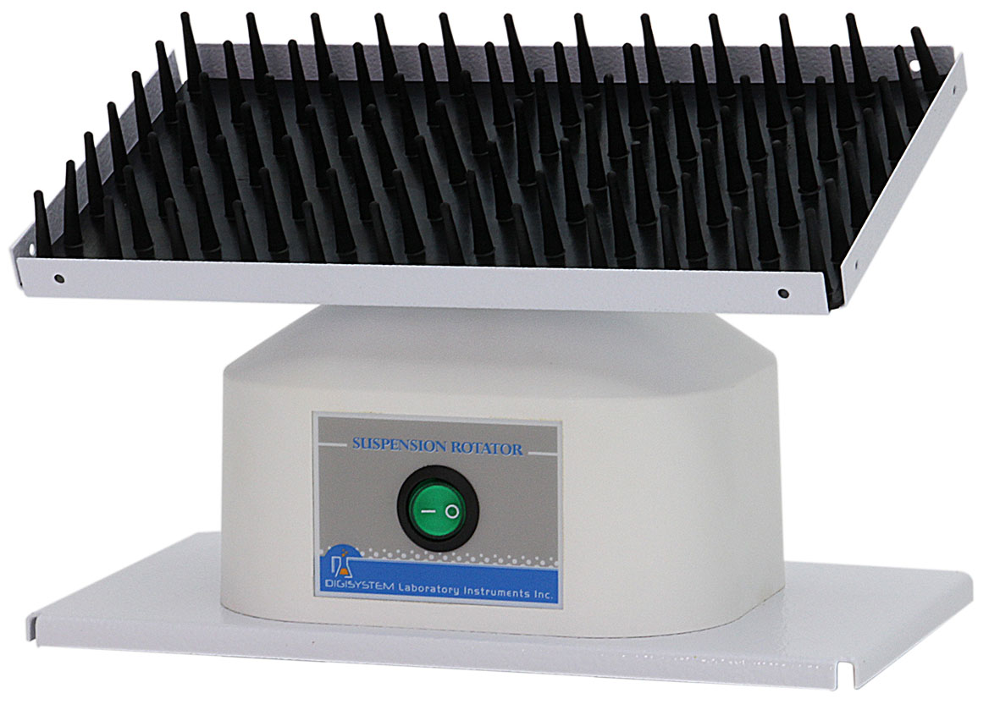 SUSPENSION ROTATOR
— O
DIGISYSTEM Laboratory Instruments Inc.